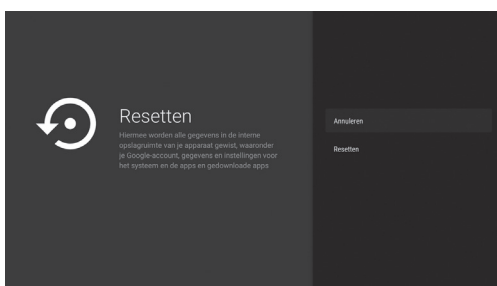 Resetten
Hiermee worden alle gegevens in de interne
opslagruimte van je apparaat gewist, waaronder
je Google-account, gegevens en instellingen voor
het systeem en de apps en gedownloade apps
Annuleren
Resetten